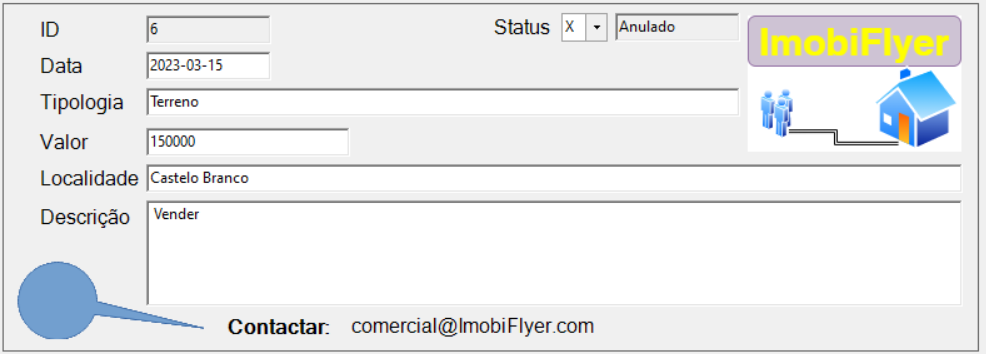 ID 6 Status X Anulado
ImobiFlyer
Data 2023-03-15
Tipologia Terreno
Valor 150000
Localidade Castelo Branco
Descrição Vender
Contactar: comercial@ImobiFlyer.com